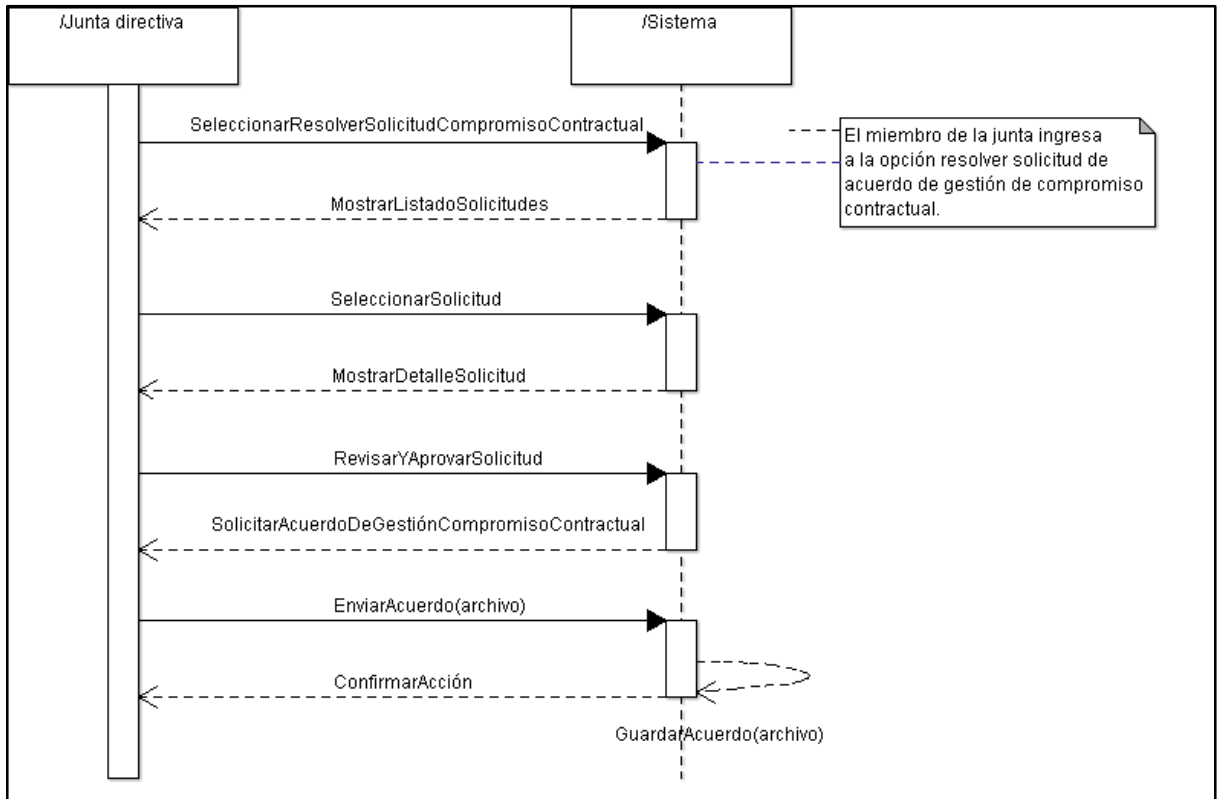 /Junta directiva
/Sistema
SeleccionarResolverSolicitudCompromisoContractual
El miembro de la junta ingresa
a la opción resolver solicitud de
acuerdo de gestión de compromiso
contractual.
MostrarListadoSolicitudes
SeleccionarSolicitud
MostrarDetalleSolicitud
RevisarYAprovarSolicitud
SolicitarAcuerdoDeGestiónCompromisoContractual
EnviarAcuerdo(archivo)
ConfirmarAcción
GuardarAcuerdo(archivo)